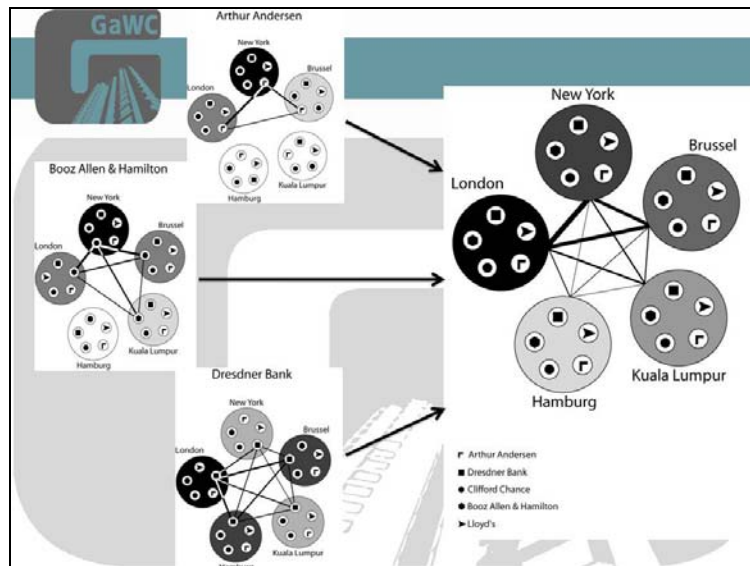 GaWC
Arthur Andersen
New York
Brussel
London
Hamburg
Kuala Lumpur
Booz Allen & Hamilton
New York
Brussel
London
Hamburg
Kuala Lumpur
Dresdner Bank
New York
Brussel
London
Hamburg
Kuala Lumpur
New York
Brussel
London
Kuala Lumpur
Hamburg
Arthur Andersen
Dresdner Bank
Clifford Chance
Booz Allen & Hamilton
Lloyd's